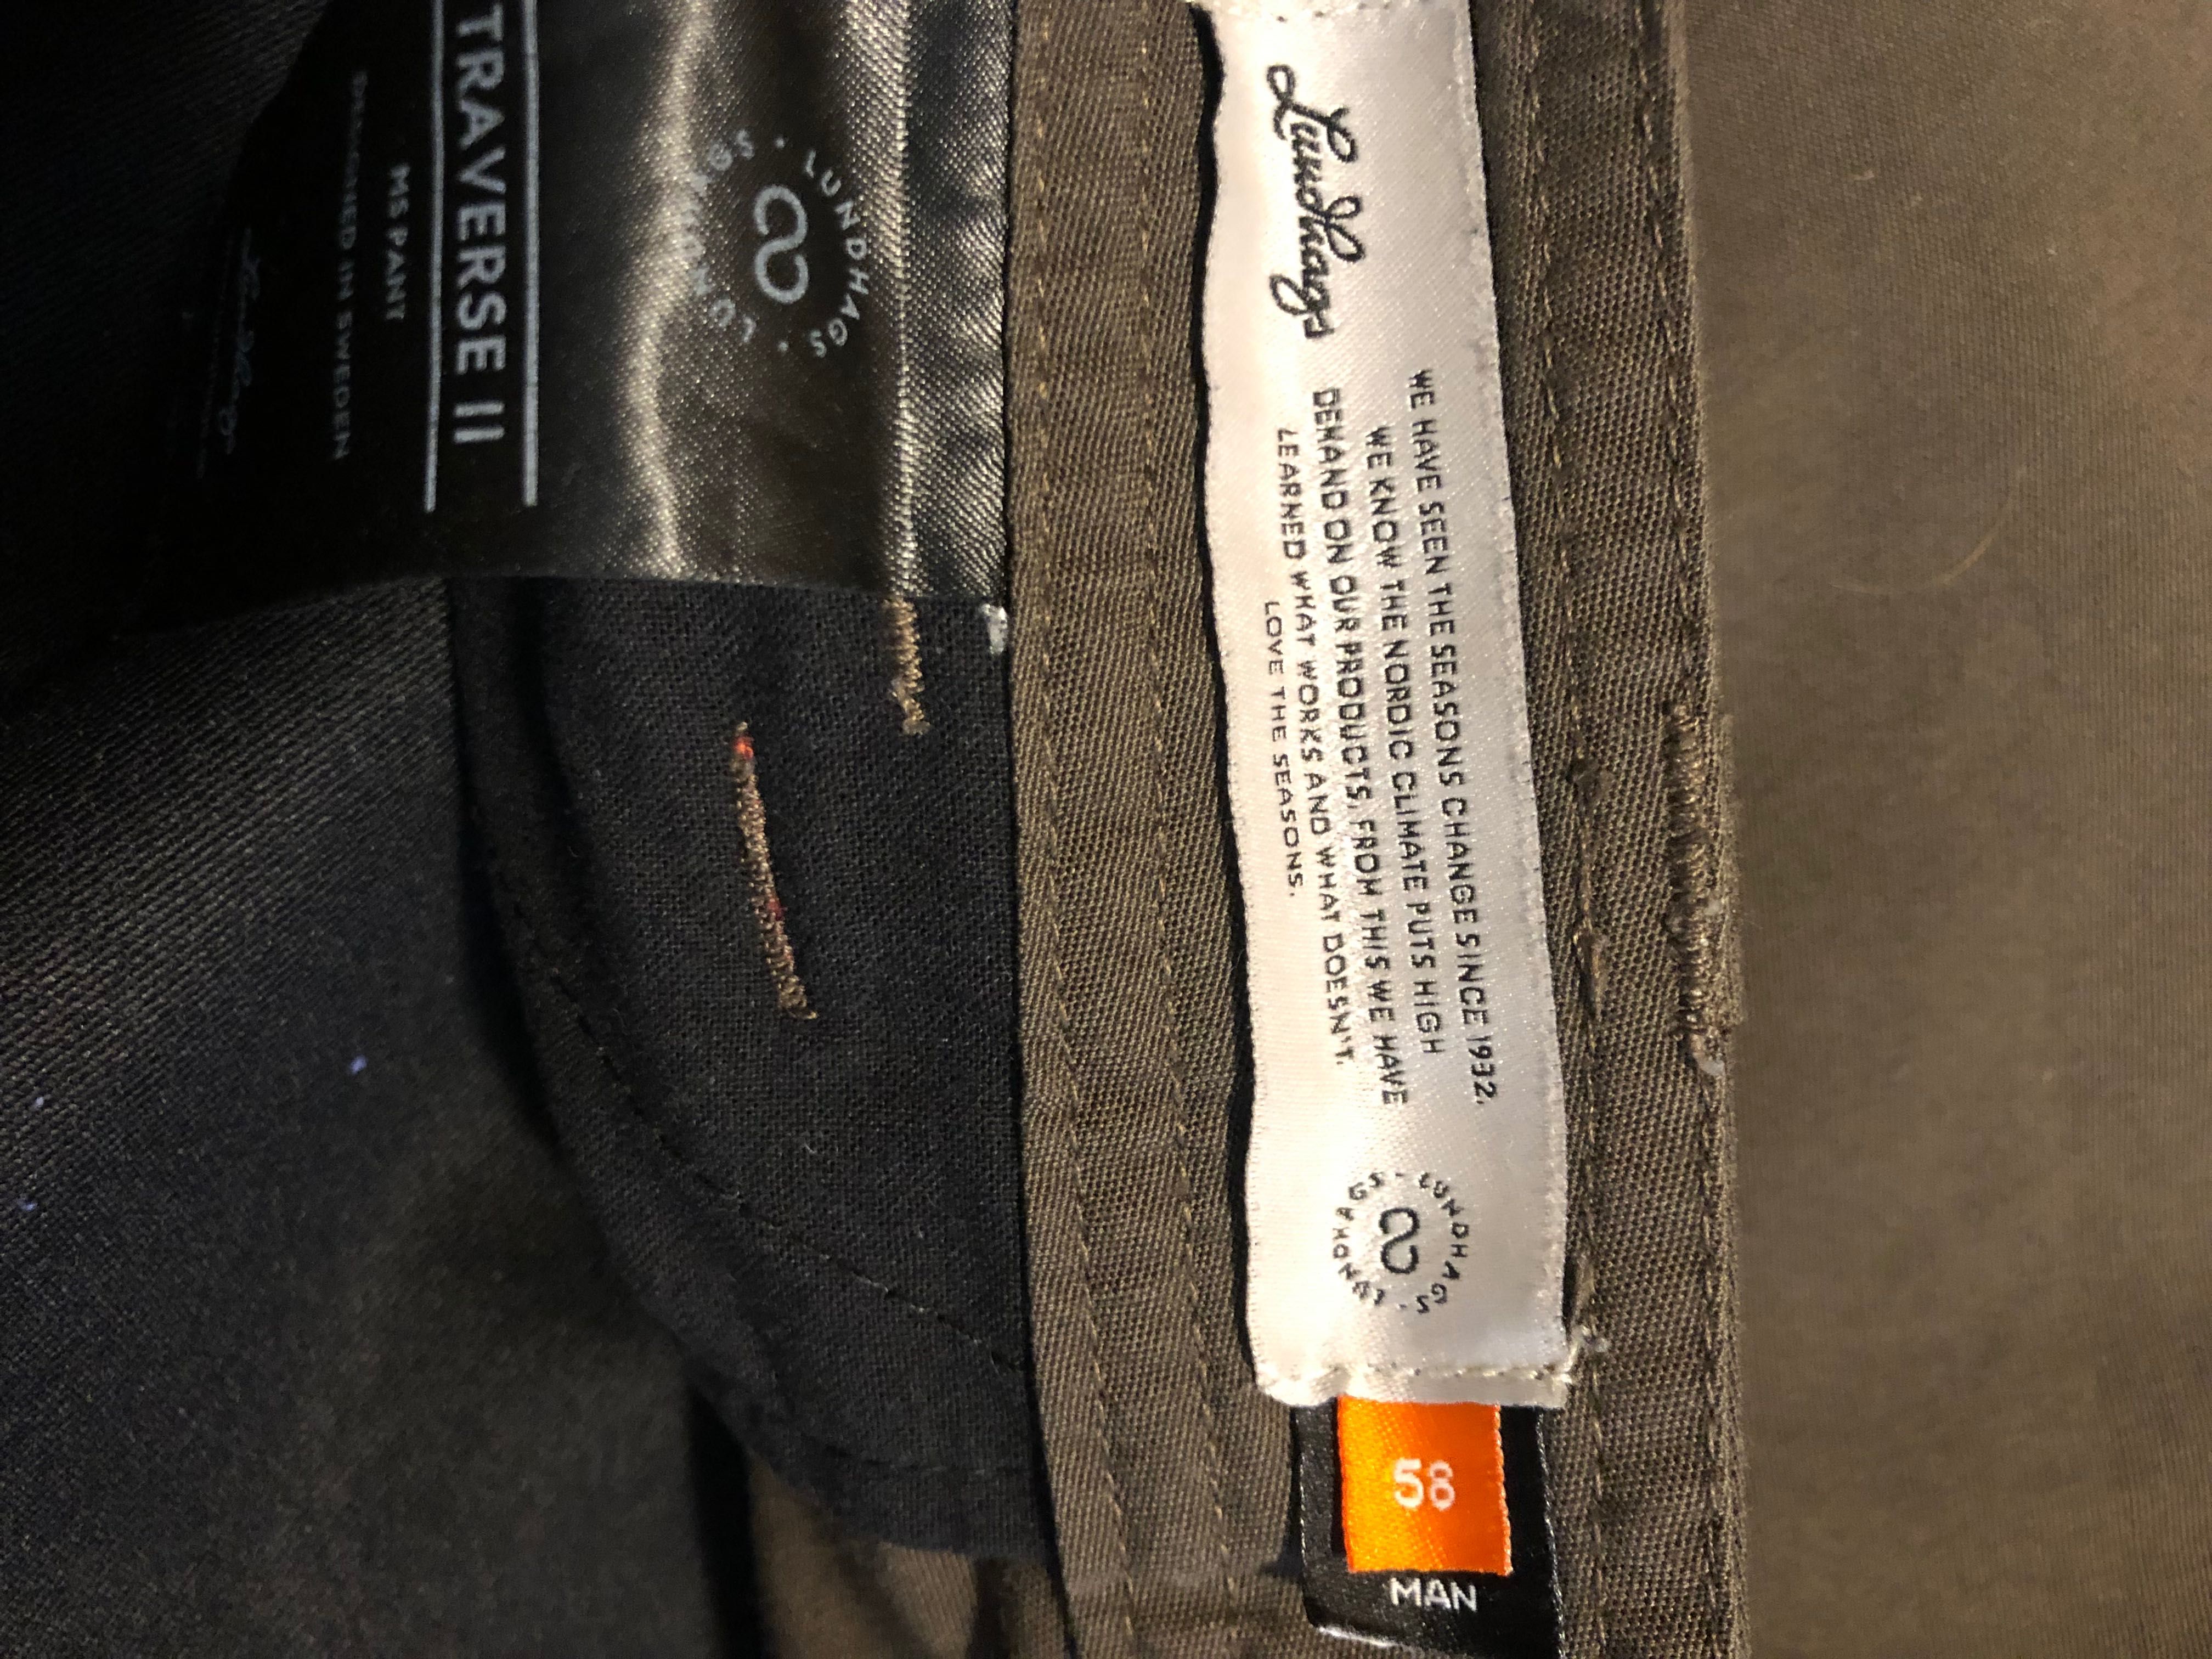 Lundhags
WE HAVE SEEN THE SEASONS CHANGE SINCE 1932.
WE KNOW THE NORDIC CLIMATE PUTS HIGH
DEMAND ON OUR PRODUCTS. FROM THIS WE HAVE
LEARNED WHAT WORKS AND WHAT DOESN'T.
LOVE THE SEASONS.
LUNDHAGS · LUNDHAGS ·
58
MAN
LUNDHAGS · LUNDHAGS ·
TRAVERSE II
MS PANT
DESIGNED IN SWEDEN
Lundhags